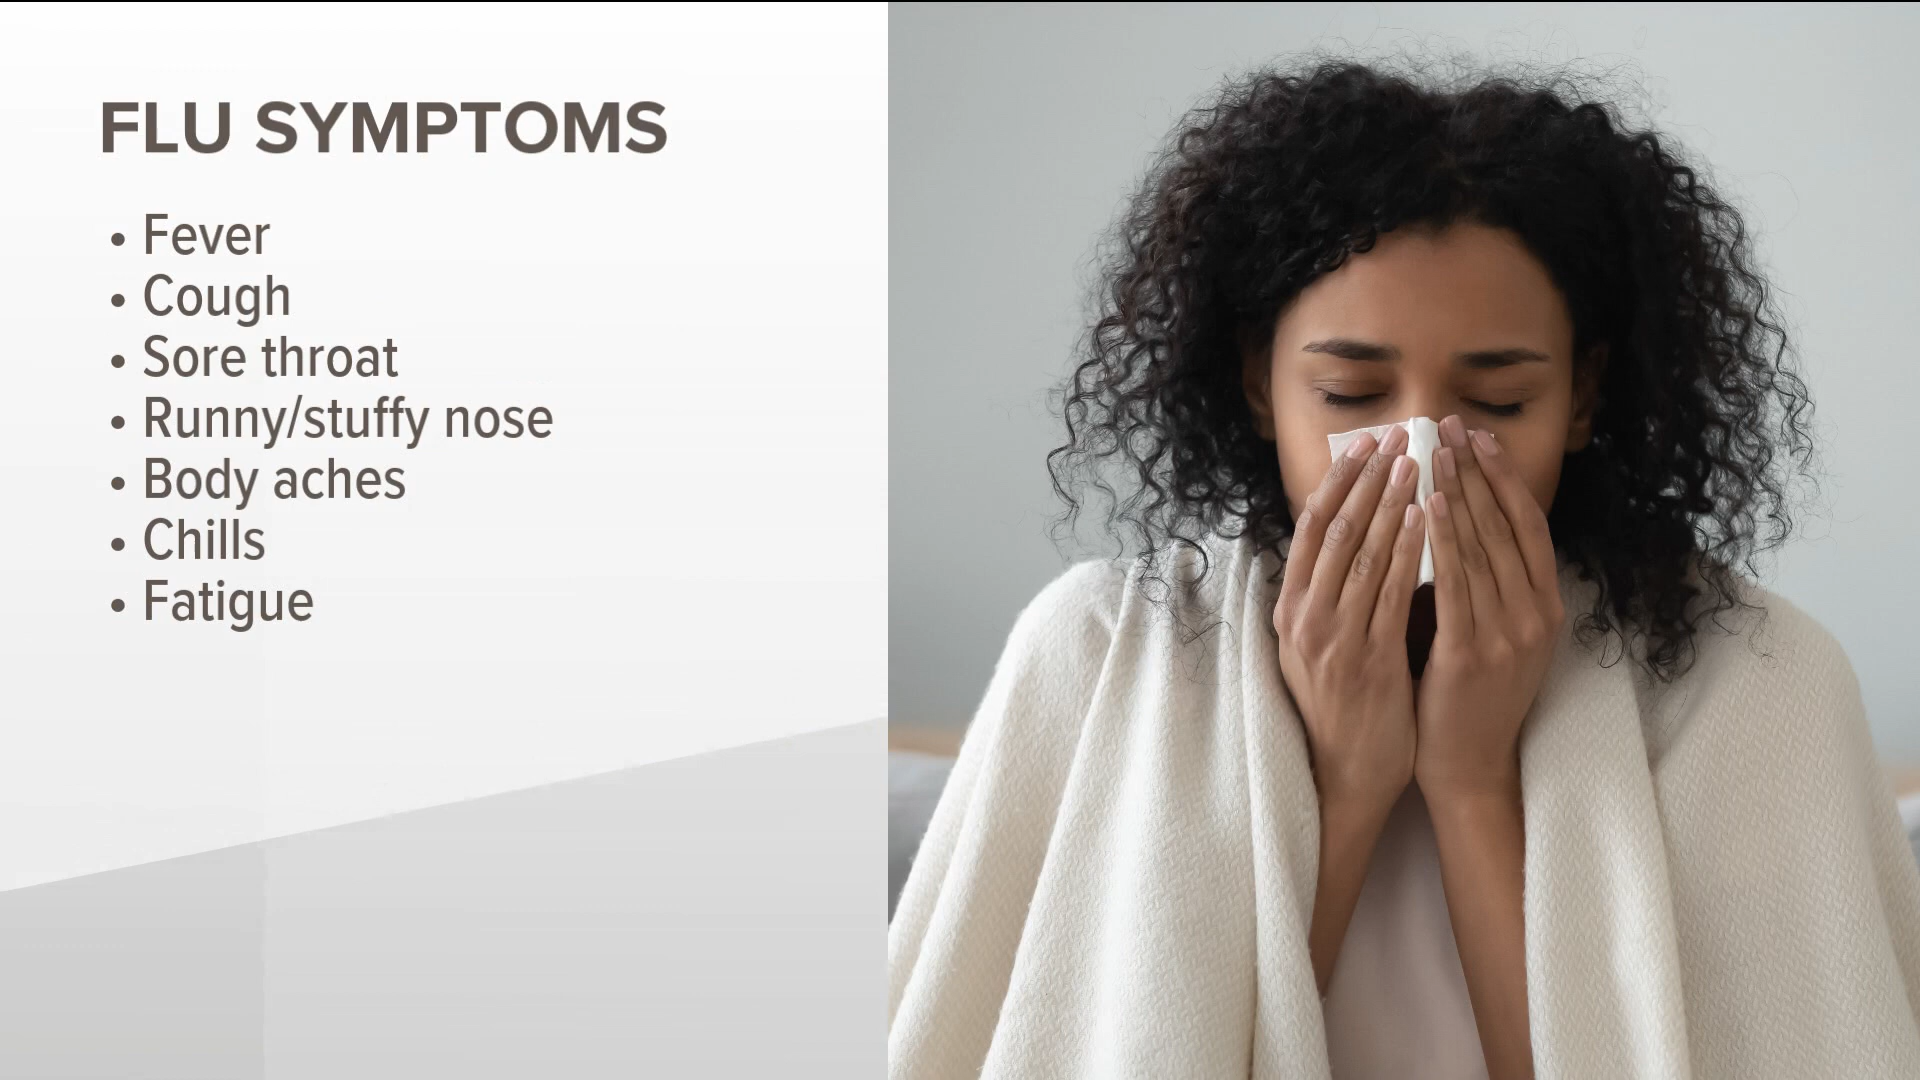 FLU SYMPTOMS
• Fever
• Cough
• Sore throat
• Runny/stuffy nose
• Body aches
• Chills
• Fatigue